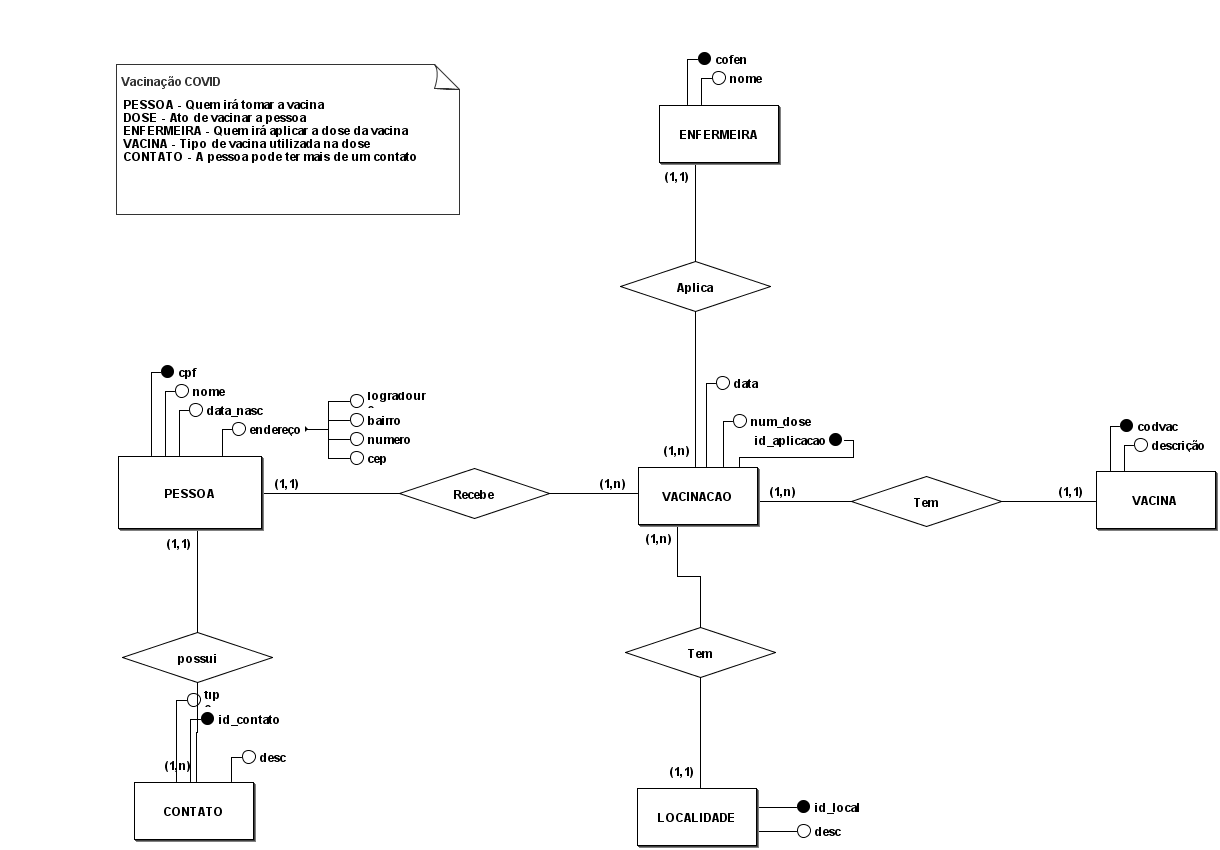 Vacinação COVID
PESSOA - Quem irá tomar a vacina
DOSE - Ato de vacinar a pessoa
ENFERMEIRA - Quem irá aplicar a dose da vacina
VACINA - Tipo de vacina utilizada na dose
CONTATO - A pessoa pode ter mais de um contato
cofen
nome
ENFERMEIRA
(1,1)
Aplica
cpf
nome
data_nasc
endereço
logradour
bairro
numero
cep
data
num_dose
id_aplicacao
(1,n)
codvac
descrição
PESSOA
(1,1)
Recebe
(1,n)
VACINACAO
(1,n)
Tem
(1,1)
VACINA
(1,1)
(1,n)
possui
Tem
tip
id_contato
desc
(1,n)
(1,1)
CONTATO
LOCALIDADE
id_local
desc